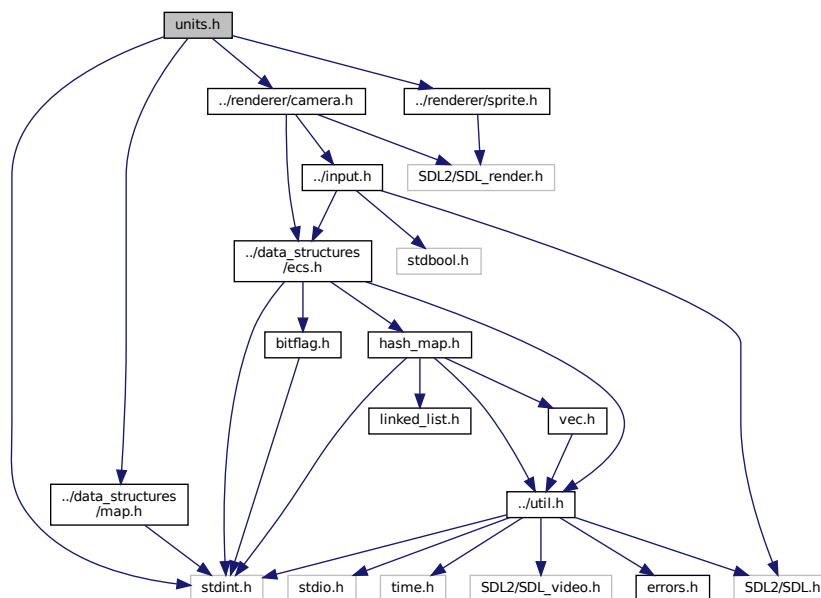 units.h
../renderer/camera.h
../renderer/sprite.h
../input.h
SDL2/SDL_render.h
../data_structures
/ecs.h
stdbool.h
bitflag.h
hash_map.h
linked_list.h
vec.h
../data_structures
/map.h
../util.h
stdint.h
stdio.h
time.h
SDL2/SDL_video.h
errors.h
SDL2/SDL.h